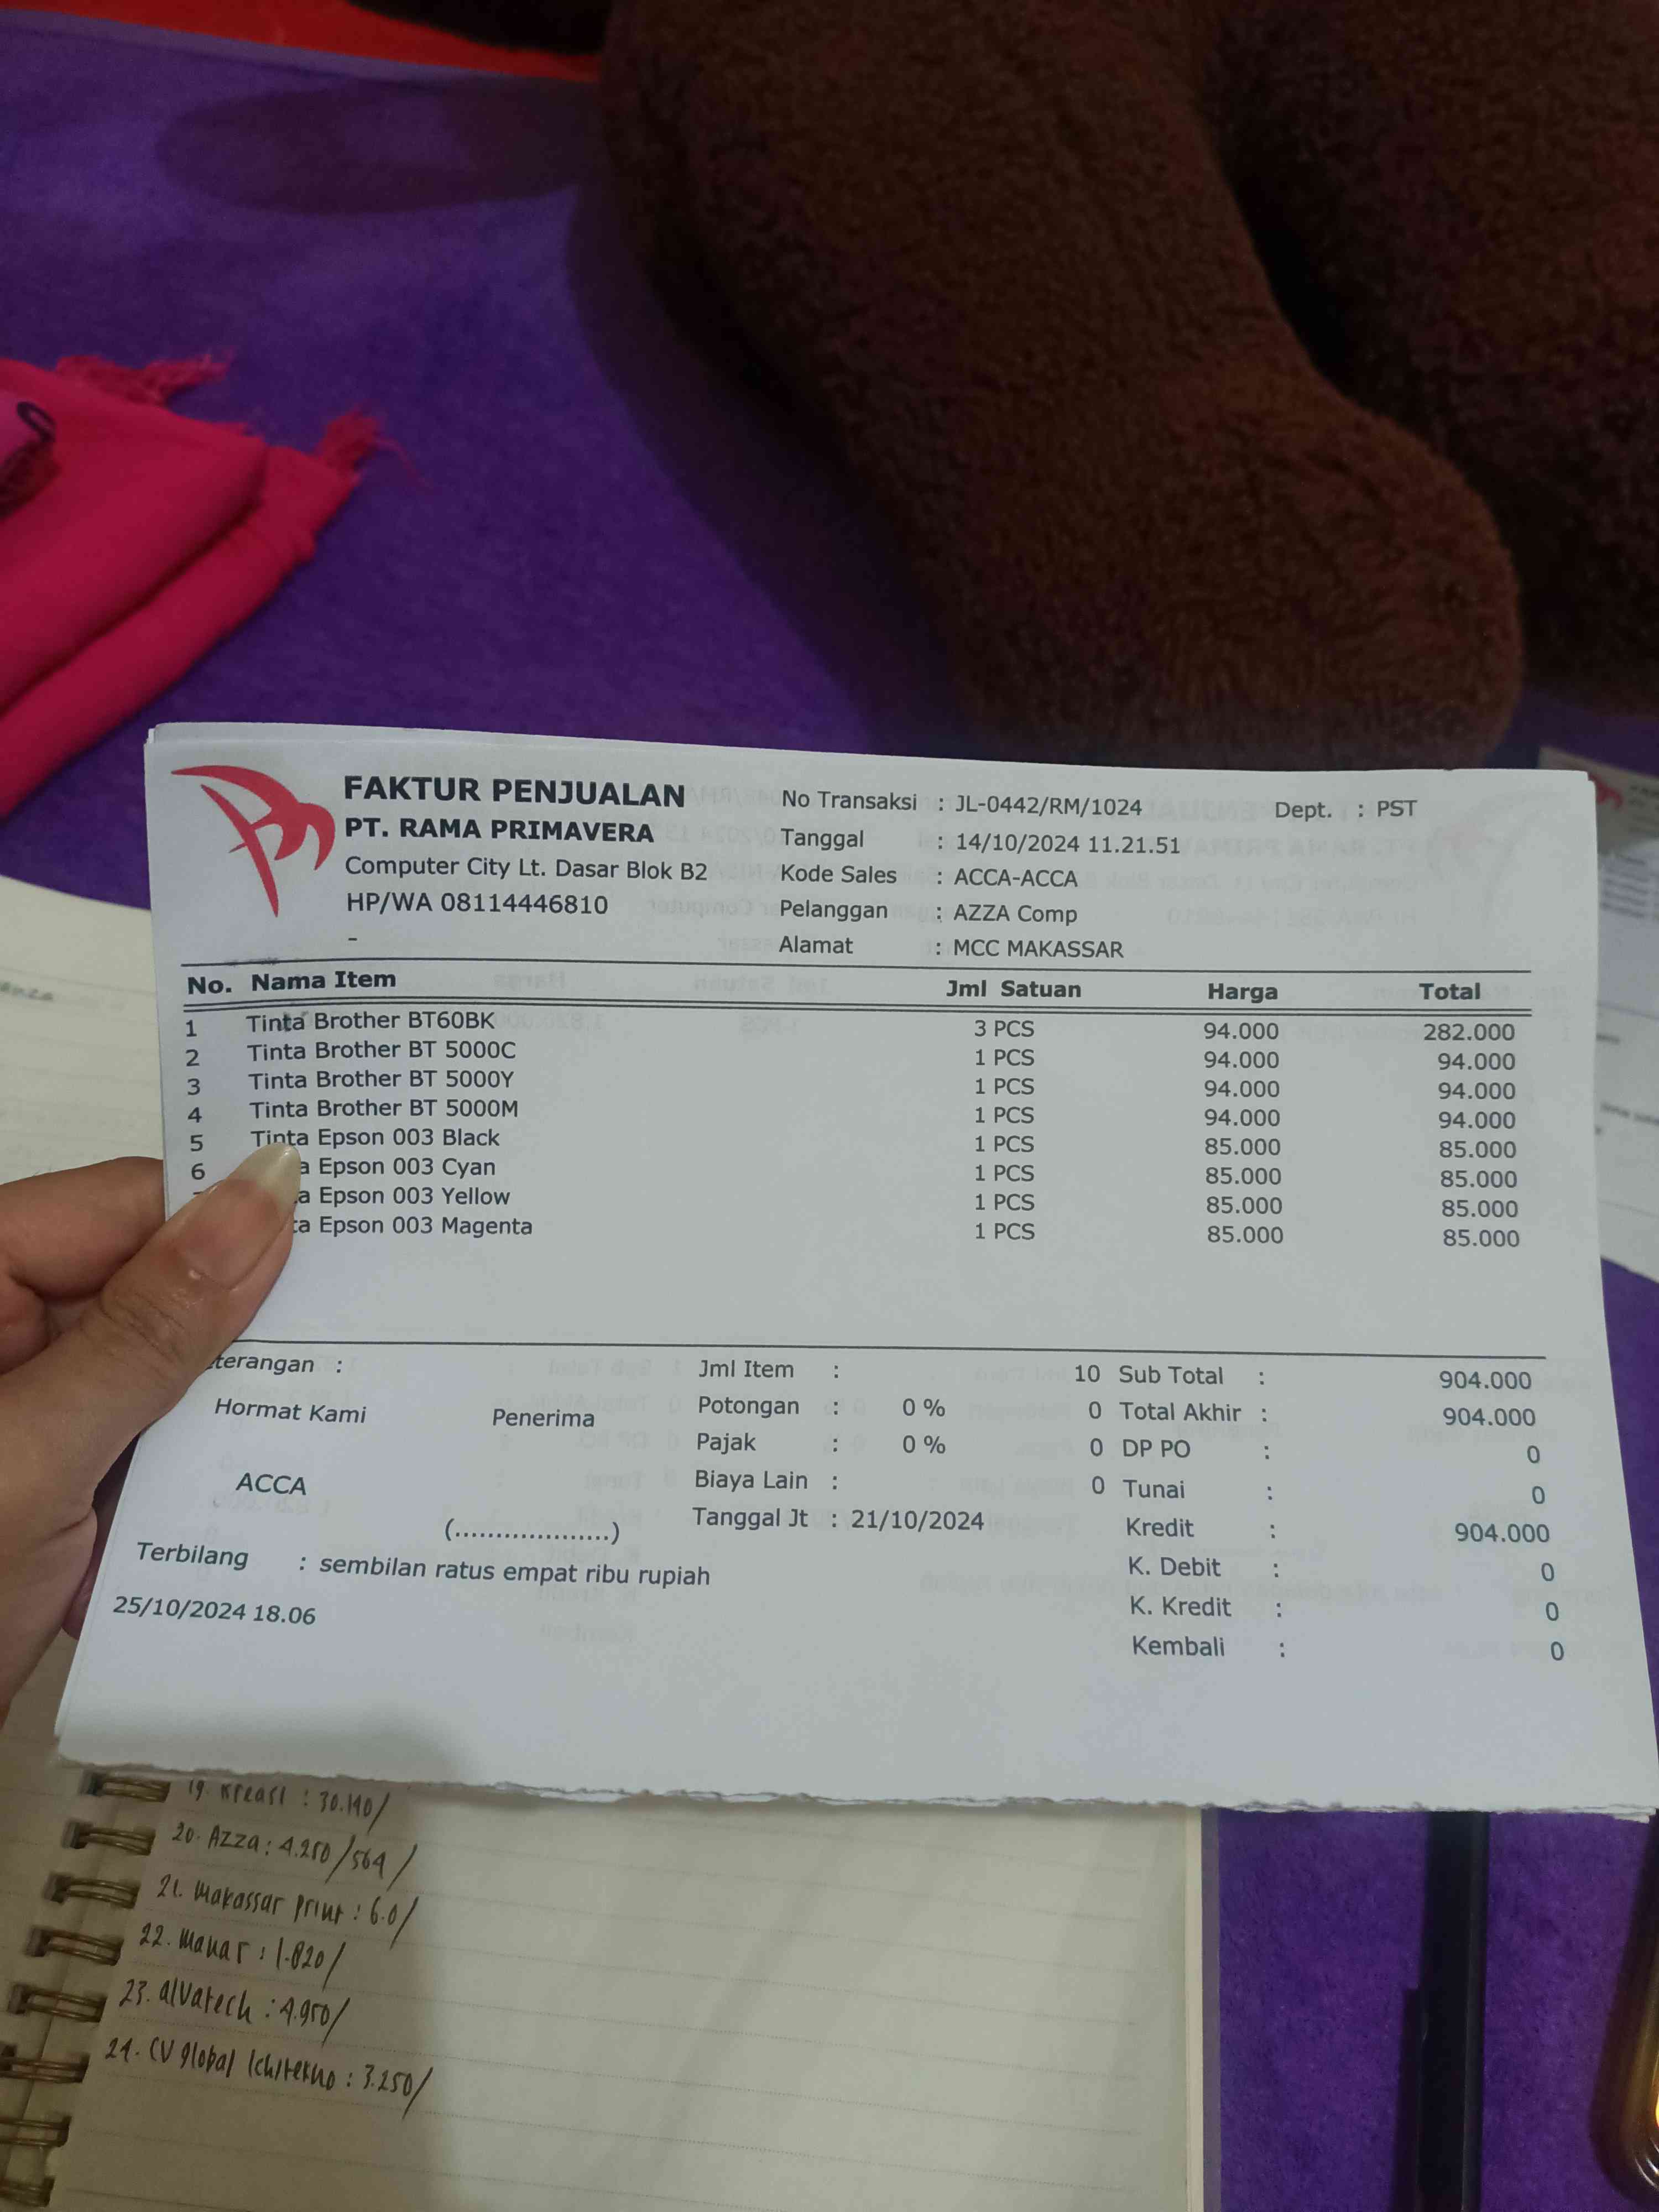 FAKTUR PENJUALAN
PT. RAMA PRIMAVERA
Computer City Lt. Dasar Blok B2
HP/WA 08114446810
-
No Transaksi : JL-0442/RM/1024 Dept. : PST
Tanggal : 14/10/2024 11.21.51
Kode Sales : ACCA-ACCA
Pelanggan : AZZA Comp
Alamat : MCC MAKASSAR
No. Nama Item Jml Satuan Harga Total
1 Tinta Brother BT60BK 3 PCS 94.000 282.000
2 Tinta Brother BT 5000C 1 PCS 94.000 94.000
3 Tinta Brother BT 5000Y 1 PCS 94.000 94.000
4 Tinta Brother BT 5000M 1 PCS 94.000 94.000
5 Tinta Epson 003 Black 1 PCS 85.000 85.000
6 a Epson 003 Cyan 1 PCS 85.000 85.000
a Epson 003 Yellow 1 PCS 85.000 85.000
ta Epson 003 Magenta 1 PCS 85.000 85.000
terangan :
Hormat Kami Penerima
ACCA
(...................)
Jml Item : 10 Sub Total : 904.000
Potongan : 0 % 0 Total Akhir : 904.000
Pajak : 0 % 0 DP PO : 0
Biaya Lain : 0 Tunai : 0
Tanggal Jt : 21/10/2024 Kredit : 904.000
K. Debit : 0
K. Kredit : 0
Kembali : 0
Terbilang : sembilan ratus empat ribu rupiah
25/10/2024 18.06
19. Kreasi : 30.140/
20. Azza : 4.250/564/
21. Makassar print : 6.0/
22. manar : 1.820/
23. alvatech : 4.950/
24. CV global : 3.250/